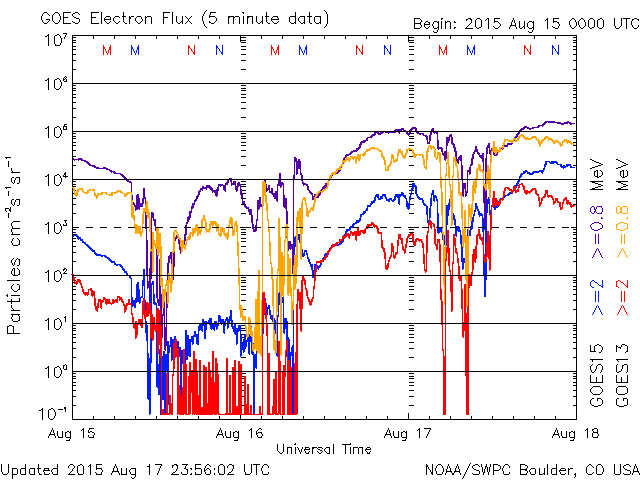 GOES Electron Flux (5 minute data)
Begin: 2015 Aug 15 0000 UTC
10⁷
M M N N M M N N M M N N
10⁶
10⁵
10⁴
10³
10²
10¹
10⁰
10⁻¹
Particles cm⁻²s⁻¹sr⁻¹
GOES15 >=2 >=0.8 MeV
GOES13 >=2 >=0.8 MeV
Aug 15 Aug 16 Aug 17 Aug 18
Universal Time
Updated 2015 Aug 17 23:56:02 UTC
NOAA/SWPC Boulder, CO USA